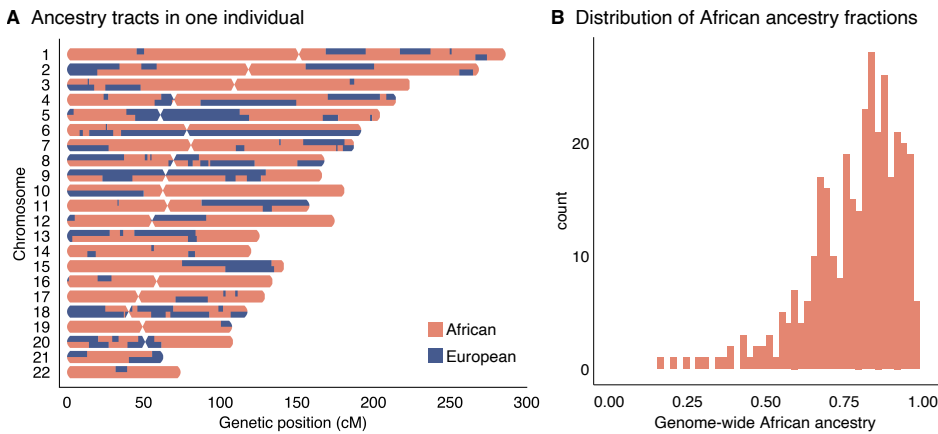 A Ancestry tracts in one individual
Chromosome
1
2
3
4
5
6
7
8
9
10
11
12
13
14
15
16
17
18
19
20
21
22
African
European
0 50 100 150 200 250 300
Genetic position (cM)
B Distribution of African ancestry fractions
count
20
10
0
0.00 0.25 0.50 0.75 1.00
Genome-wide African ancestry